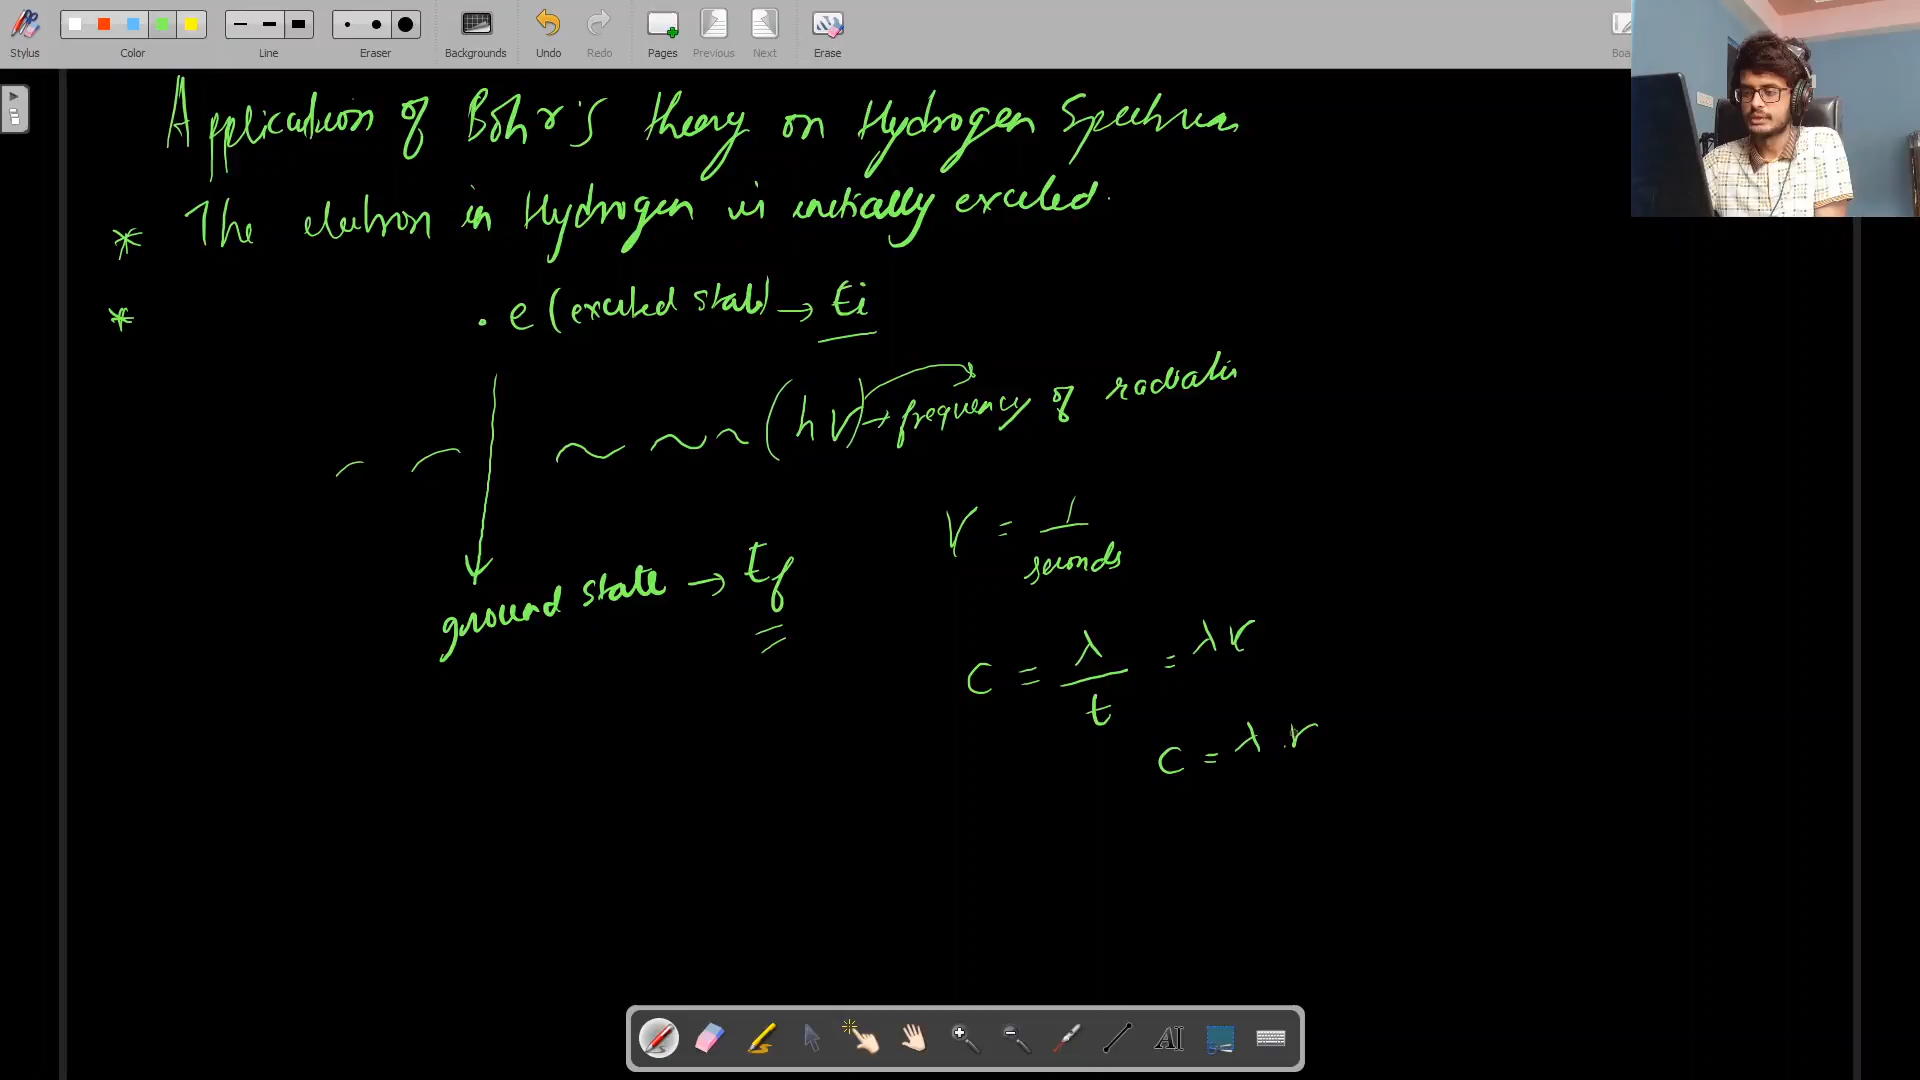 Stylus
Color
Line
Eraser
Backgrounds
Undo
Redo
Pages
Previous
Next
Erase
Boa
Application of Bohr's theory on Hydrogen Spectrum
* The electron in Hydrogen is initially excited.
* . e (excited state) → Ei
(hν) → frequency of radiation
ν = 1 / seconds
ground state → Ef
C = λ / t = λν
C = λ . ν
AI